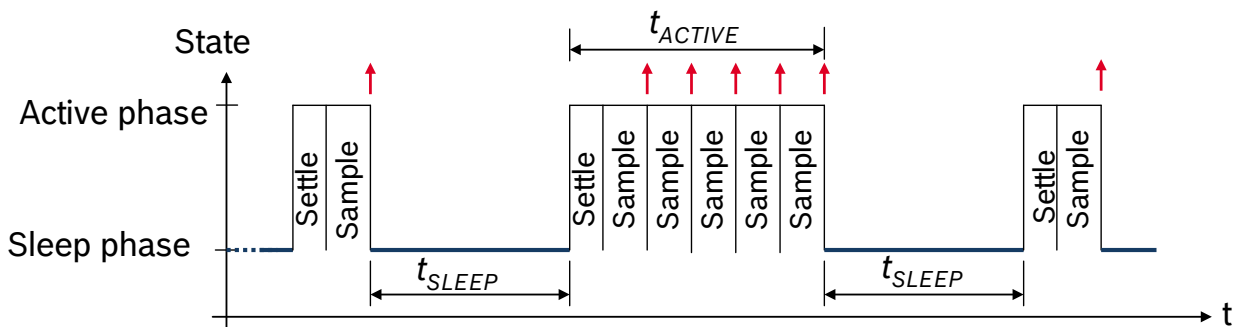 State
t_ACTIVE
Active phase
Settle
Sample
Settle
Sample
Sample
Sample
Sample
Sample
Settle
Sample
Sleep phase
t_SLEEP
t_SLEEP
t